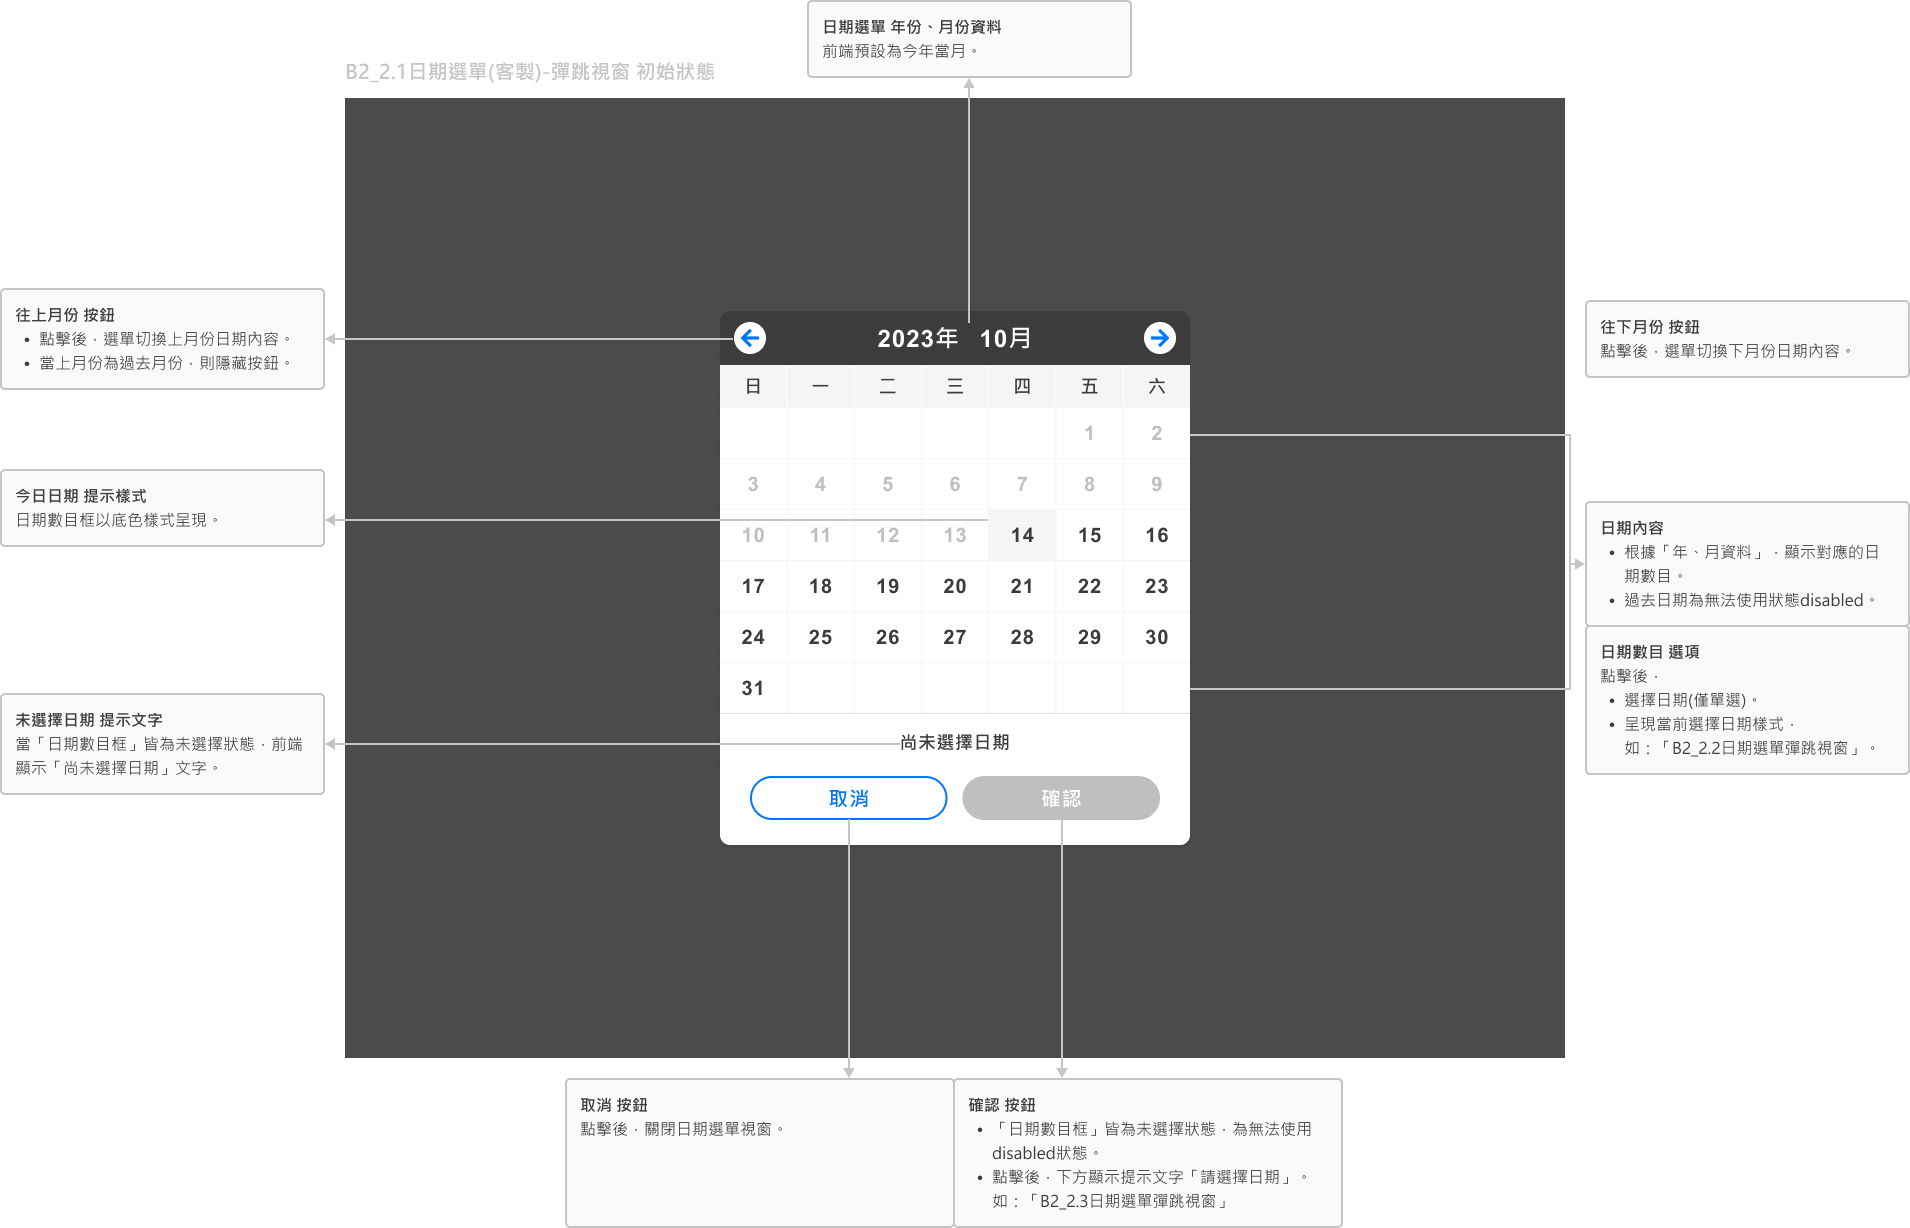 日期選單 年份、月份資料
前端預設為今年當月。
B2_2.1日期選單(客製)-彈跳視窗 初始狀態
往上月份 按鈕
• 點擊後，選單切換上月份日期內容。
• 當上月份為過去月份，則隱藏按鈕。
今日日期 提示樣式
日期數目框以底色樣式呈現。
未選擇日期 提示文字
當「日期數目框」皆為未選擇狀態，前端
顯示「尚未選擇日期」文字。
2023年 10月
日 一 二 三 四 五 六
1 2
3 4 5 6 7 8 9
10 11 12 13 14 15 16
17 18 19 20 21 22 23
24 25 26 27 28 29 30
31
尚未選擇日期
取消 確認
往下月份 按鈕
點擊後，選單切換下月份日期內容。
日期內容
• 根據「年、月資料」，顯示對應的日
期數目。
• 過去日期為無法使用狀態disabled。
日期數目 選項
點擊後，
• 選擇日期(僅單選)。
• 呈現當前選擇日期樣式，
如：「B2_2.2日期選單彈跳視窗」。
取消 按鈕
點擊後，關閉日期選單視窗。
確認 按鈕
• 「日期數目框」皆為未選擇狀態，為無法使用
disabled狀態。
• 點擊後，下方顯示提示文字「請選擇日期」。
如：「B2_2.3日期選單彈跳視窗」